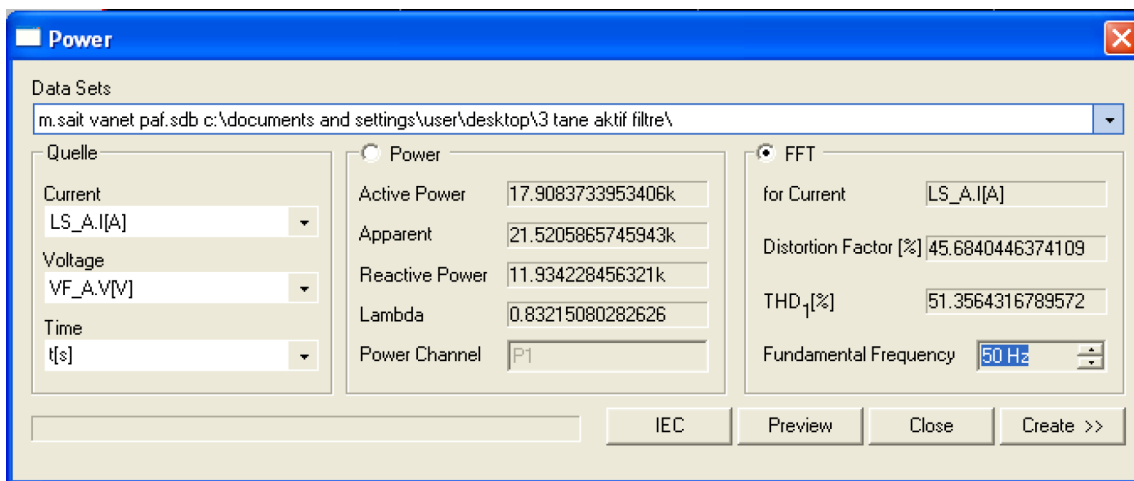 Power
Data Sets
m.sait vanet paf.sdb c:\documents and settings\user\desktop\3 tane aktif filtre\
Quelle
Current
LS_A.I[A]
Voltage
VF_A.V[V]
Time
t[s]
Power
Active Power 17.9083733953406k
Apparent 21.5205865745943k
Reactive Power 11.934228456321k
Lambda 0.83215080282626
Power Channel P1
FFT
for Current LS_A.I[A]
Distortion Factor [%] 45.6840446374109
THD1[%] 51.3564316789572
Fundamental Frequency 50 Hz
IEC Preview Close Create >>